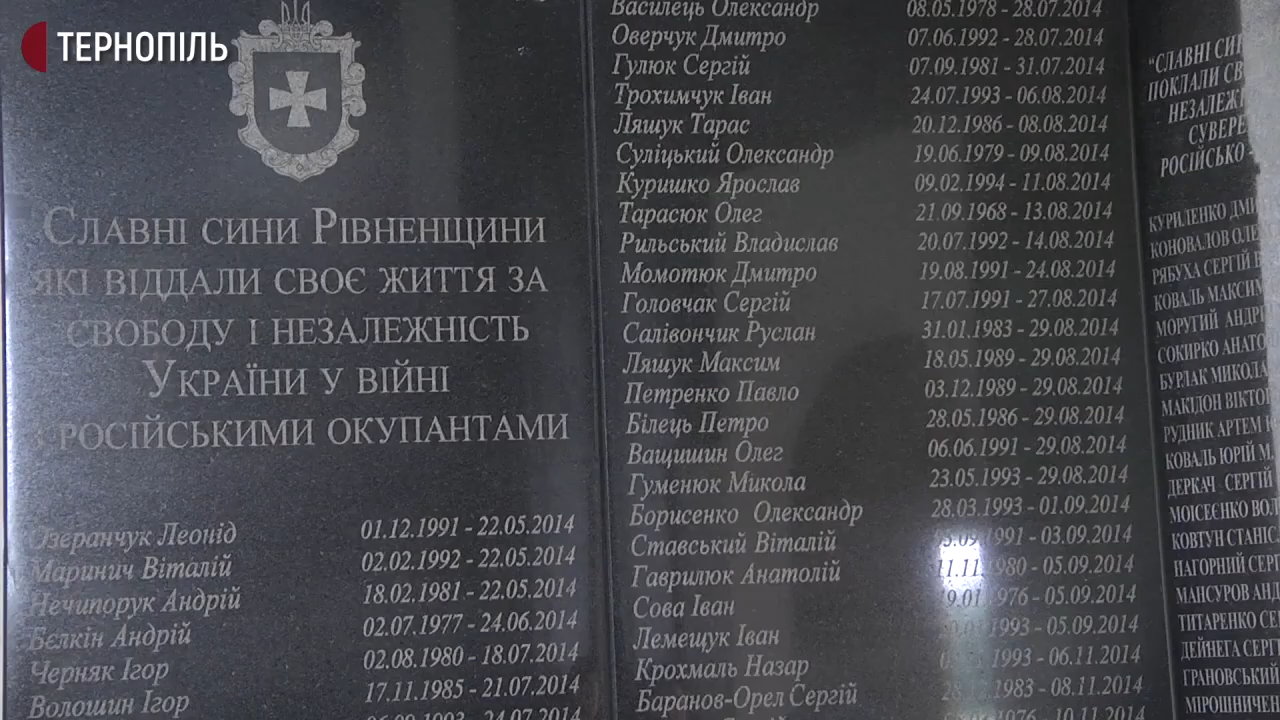 ТЕРНОПІЛЬ
Славні сини Рівненщини
які віддали своє життя за
свободу і незалежність
України у війні
з російськими окупантами
Озеранчук Леонід 01.12.1991 - 22.05.2014
Маринич Віталій 02.02.1992 - 22.05.2014
Нечипорук Андрій 18.02.1981 - 22.05.2014
Бєлкін Андрій 02.07.1977 - 24.06.2014
Черняк Ігор 02.08.1980 - 18.07.2014
Волошин Ігор 17.11.1985 - 21.07.2014
06.09.1993 - 24.07.2014
Василець Олександр 08.05.1978 - 28.07.2014
Оверчук Дмитро 07.06.1992 - 28.07.2014
Гулюк Сергій 07.09.1981 - 31.07.2014
Трохимчук Іван 24.07.1993 - 06.08.2014
Ляшук Тарас 20.12.1986 - 08.08.2014
Суліцький Олександр 19.06.1979 - 09.08.2014
Куришко Ярослав 09.02.1994 - 11.08.2014
Тарасюк Олег 21.09.1968 - 13.08.2014
Рильський Владислав 20.07.1992 - 14.08.2014
Момотюк Дмитро 19.08.1991 - 24.08.2014
Головчак Сергій 17.07.1991 - 27.08.2014
Салівончик Руслан 31.01.1983 - 29.08.2014
Ляшук Максим 18.05.1989 - 29.08.2014
Петренко Павло 03.12.1989 - 29.08.2014
Білець Петро 28.05.1986 - 29.08.2014
Ващишин Олег 06.06.1991 - 29.08.2014
Гуменюк Микола 23.05.1993 - 29.08.2014
Борисенко Олександр 28.03.1993 - 01.09.2014
Ставський Віталій 03.09.2014
Гаврилюк Анатолій 05.09.2014
Сова Іван 05.09.2014
Лемещук Іван 05.09.2014
Крохмаль Назар 06.11.2014
Баранов-Орел Сергій 08.11.2014
10.11.2014
"СЛАВНІ
ПОКЛАЛИ
РОСІЙСЬКО
КУРИЛЕНКО
КОНОВАЛОВ
РЯБУХА СЕРГІЙ
КОВАЛЬ МАКСИМ
МОРУГИЙ
СОКИРКО
БУРЛАК МИКОЛА
МАКІДОН ВІКТОР
РУДНИК АРТЕМ
КОВАЛЬ ЮРІЙ
ДЕРКАЧ СЕРГІЙ
МОІСЕЄНКО
КОВТУН
НАГОРНИЙ
МАНСУРОВ
ТИТАРЕНКО
ДЕЙНЕГА
ГРАНОВСЬКИЙ